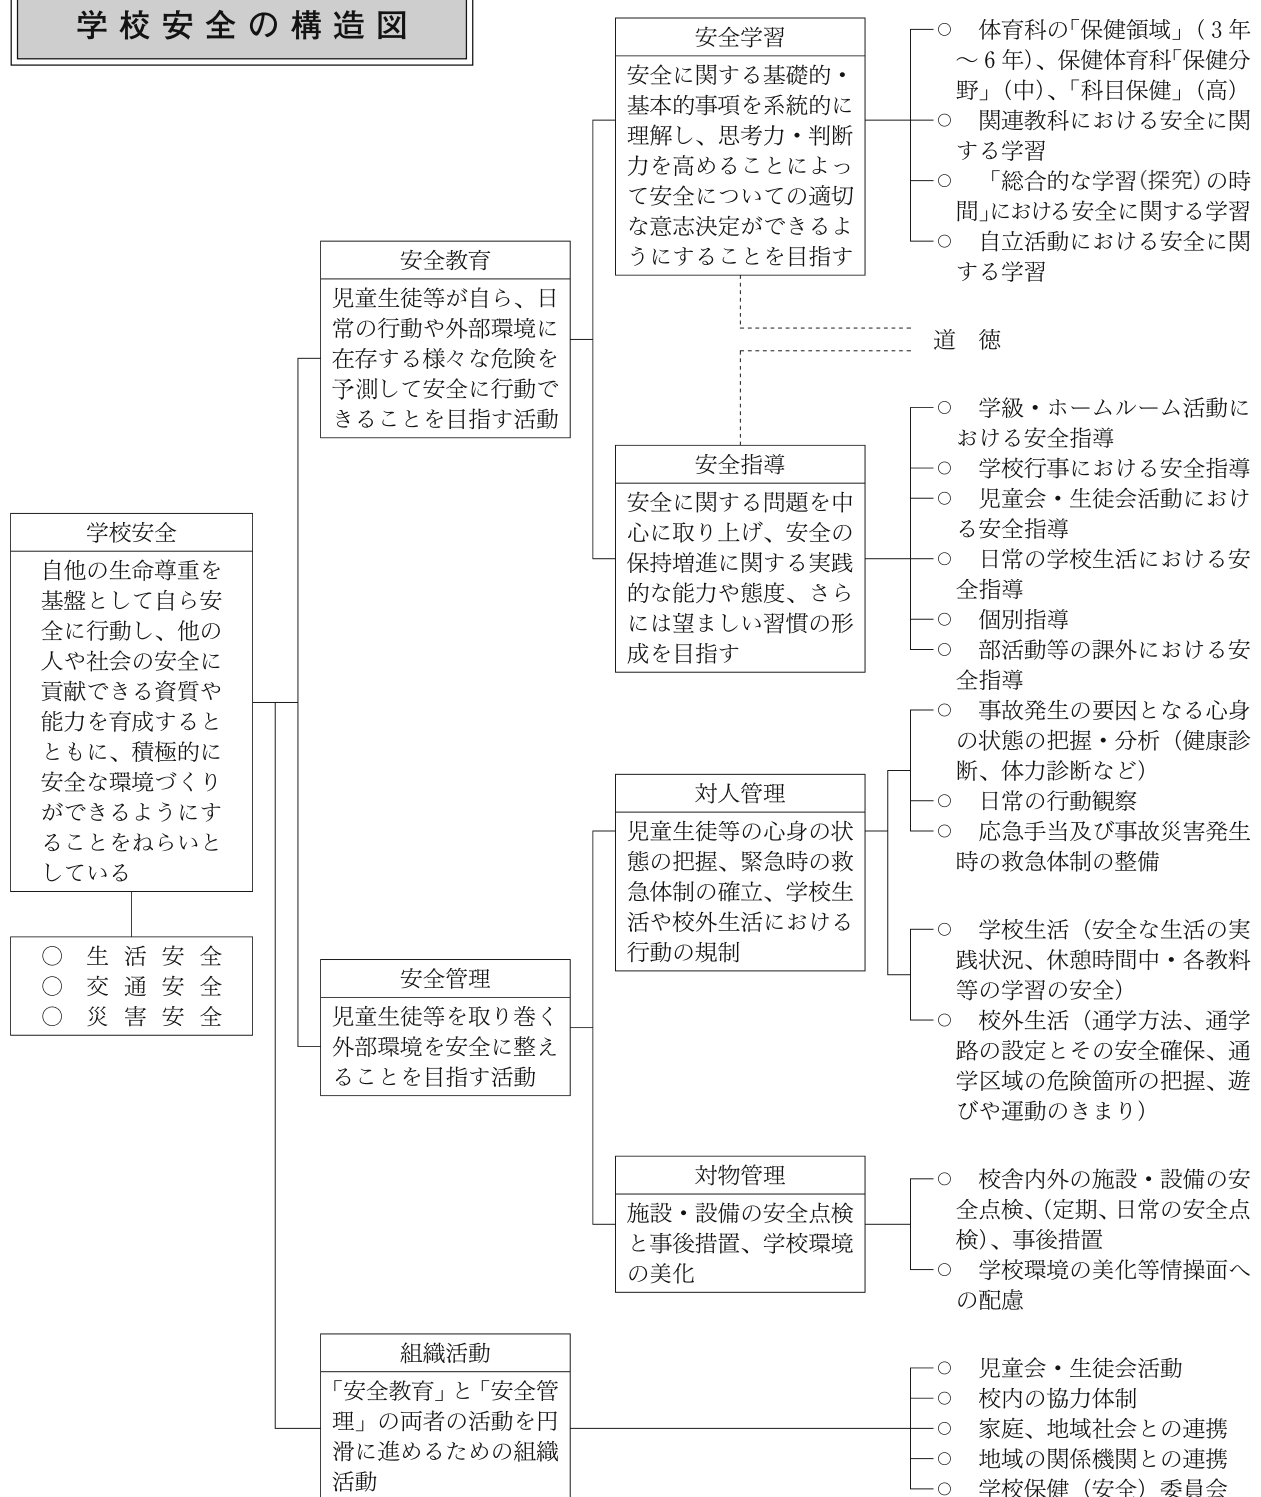 学校安全の構造図
安全学習
安全に関する基礎的・
基本的事項を系統的に
理解し、思考力・判断
力を高めることによっ
て安全についての適切
な意志決定ができるよ
うにすることを目指す
○　体育科の「保健領域」（3年
～6年）、保健体育科「保健分
野」（中）、「科目保健」（高）
○　関連教科における安全に関
する学習
○　「総合的な学習（探究）の時
間」における安全に関する学習
○　自立活動における安全に関
する学習
安全教育
児童生徒等が自ら、日
常の行動や外部環境に
在存する様々な危険を
予測して安全に行動で
きることを目指す活動
道　徳
安全指導
安全に関する問題を中
心に取り上げ、安全の
保持増進に関する実践
的な能力や態度、さら
には望ましい習慣の形
成を目指す
○　学級・ホームルーム活動に
おける安全指導
○　学校行事における安全指導
○　児童会・生徒会活動におけ
る安全指導
○　日常の学校生活における安
全指導
○　個別指導
○　部活動等の課外における安
全指導
学校安全
自他の生命尊重を
基盤として自ら安
全に行動し、他の
人や社会の安全に
貢献できる資質や
能力を育成すると
ともに、積極的に
安全な環境づくり
ができるようにす
ることをねらいと
している
○　生活安全
○　交通安全
○　災害安全
対人管理
児童生徒等の心身の状
態の把握、緊急時の救
急体制の確立、学校生
活や校外生活における
行動の規制
○　事故発生の要因となる心身
の状態の把握・分析（健康診
断、体力診断など）
○　日常の行動観察
○　応急手当及び事故災害発生
時の救急体制の整備
○　学校生活（安全な生活の実
践状況、休憩時間中・各教科
等の学習の安全）
○　校外生活（通学方法、通学
路の設定とその安全確保、通
学区域の危険箇所の把握、遊
びや運動のきまり）
安全管理
児童生徒等を取り巻く
外部環境を安全に整え
ることを目指す活動
対物管理
施設・設備の安全点検
と事後措置、学校環境
の美化
○　校舎内外の施設・設備の安
全点検、（定期、日常の安全点
検）、事後措置
○　学校環境の美化等情操面へ
の配慮
組織活動
「安全教育」と「安全管
理」の両者の活動を円
滑に進めるための組織
活動
○　児童会・生徒会活動
○　校内の協力体制
○　家庭、地域社会との連携
○　地域の関係機関との連携
○　学校保健（安全）委員会